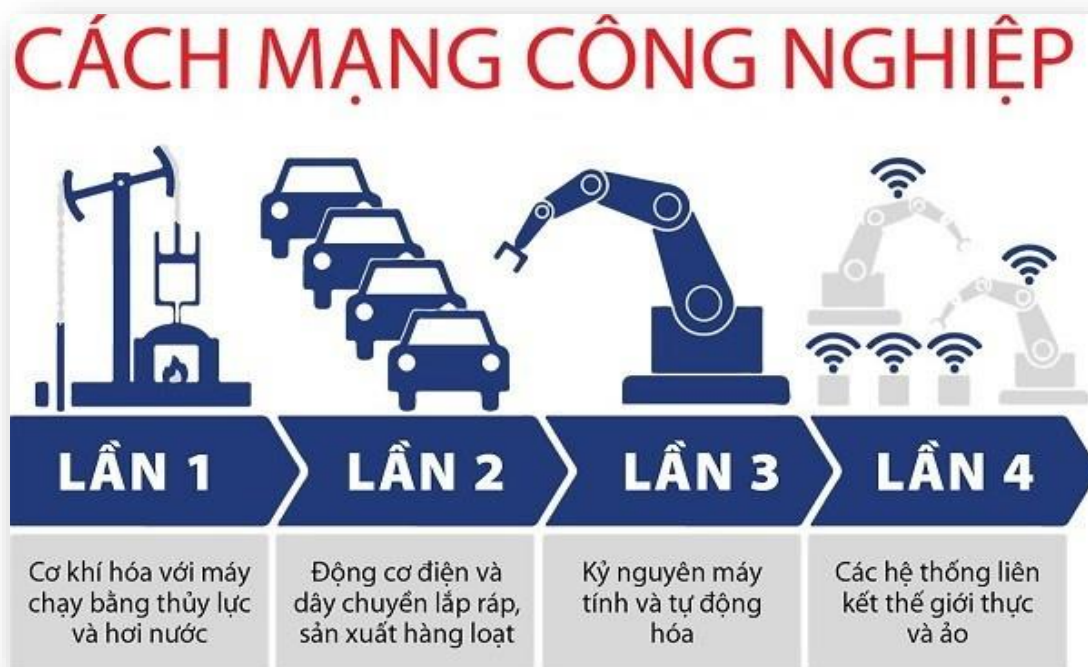 CÁCH MẠNG CÔNG NGHIỆP
LẦN 1
LẦN 2
LẦN 3
LẦN 4
Cơ khí hóa với máy
chạy bằng thủy lực
và hơi nước
Động cơ điện và
dây chuyền lắp ráp,
sản xuất hàng loạt
Kỷ nguyên máy
tính và tự động
hóa
Các hệ thống liên
kết thế giới thực
và ảo